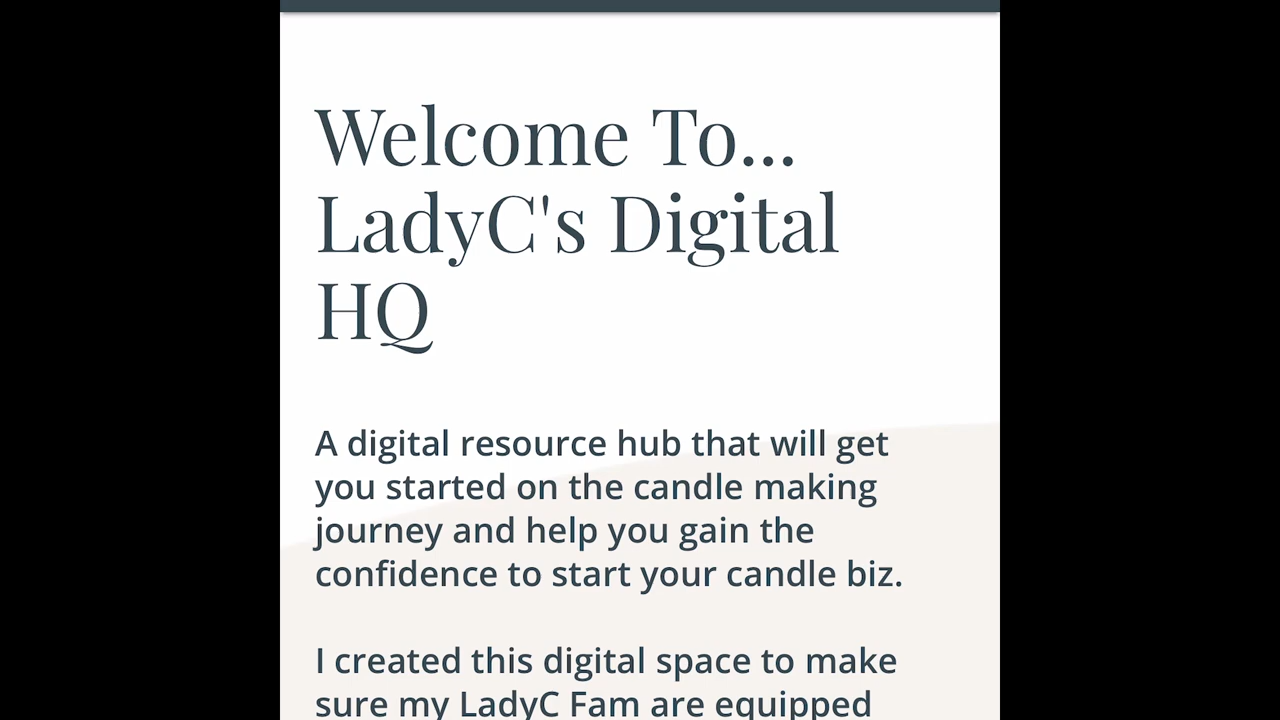 Welcome To...
LadyC's Digital
HQ
A digital resource hub that will get
you started on the candle making
journey and help you gain the
confidence to start your candle biz.
I created this digital space to make
sure my LadyC Fam are equipped